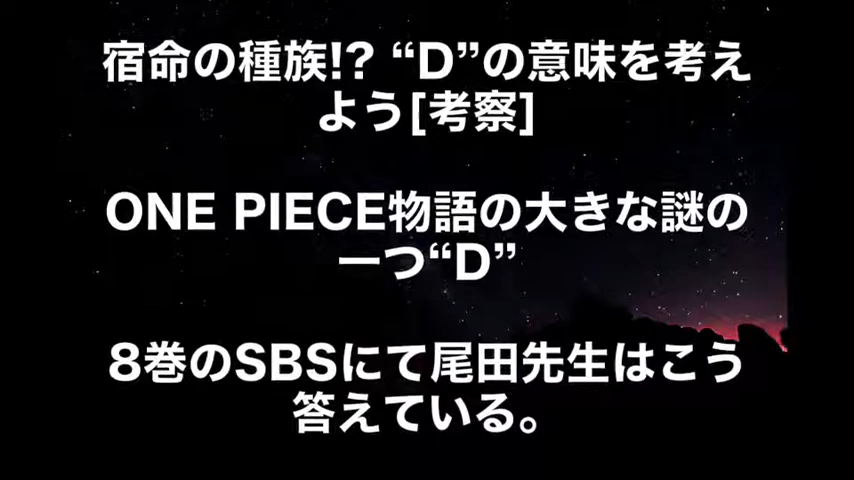 宿命の種族!? “D”の意味を考え
よう[考察]
ONE PIECE物語の大きな謎の
一つ“D”
8巻のSBSにて尾田先生はこう
答えている。